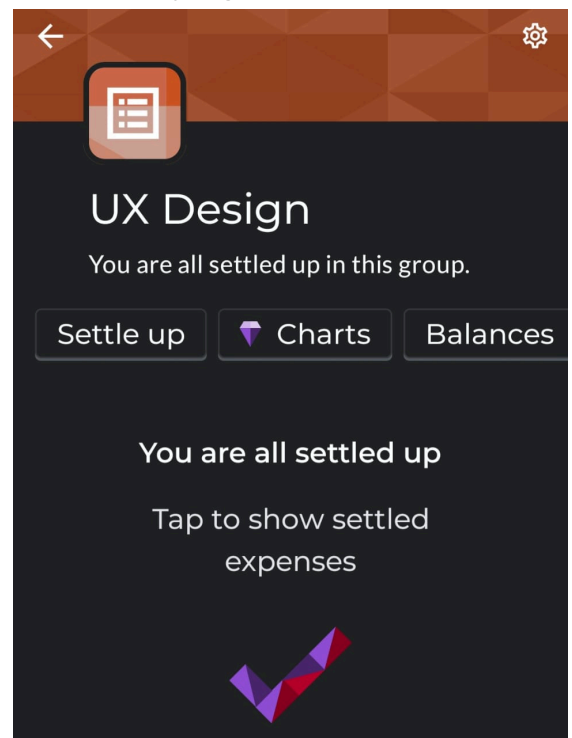 UX Design
You are all settled up in this group.
Settle up
Charts
Balances
You are all settled up
Tap to show settled
expenses